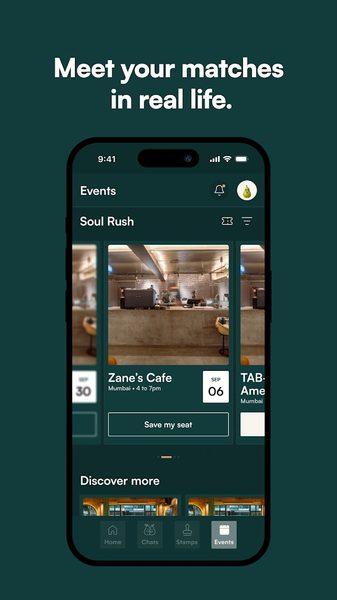 Meet your matches
in real life.
9:41
Events
Soul Rush
SEP
30
Zane's Cafe
Mumbai • 4 to 7pm
SEP
06
Save my seat
TAB-
Ame
Mumbai
Discover more
Home
Chats
Stamps
Events